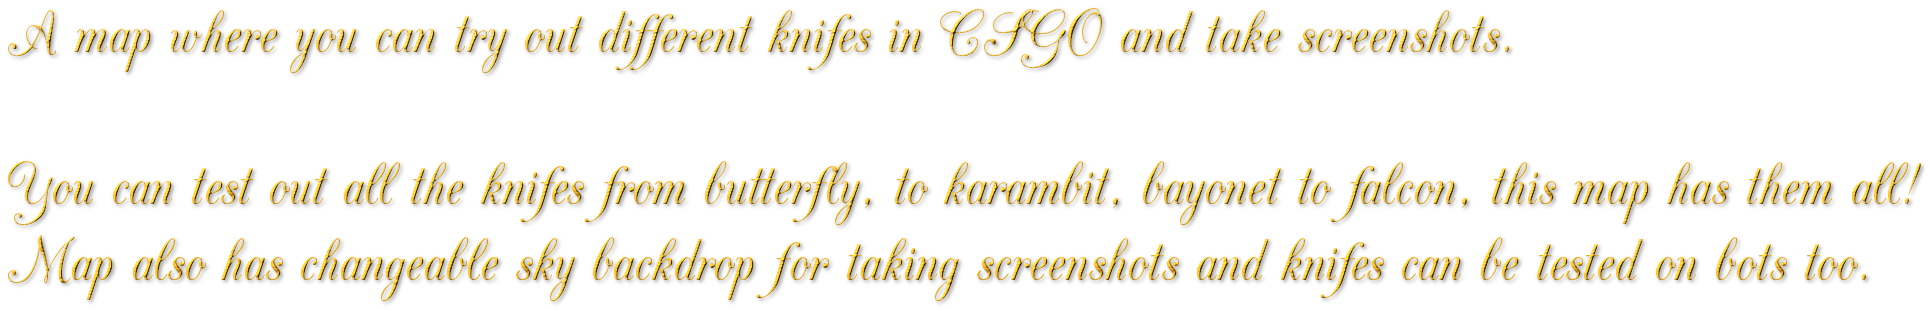 A map where you can try out different knifes in CSGO and take screenshots.
You can test out all the knifes from butterfly, to karambit, bayonet to falcon, this map has them all!
Map also has changeable sky backdrop for taking screenshots and knifes can be tested on bots too.